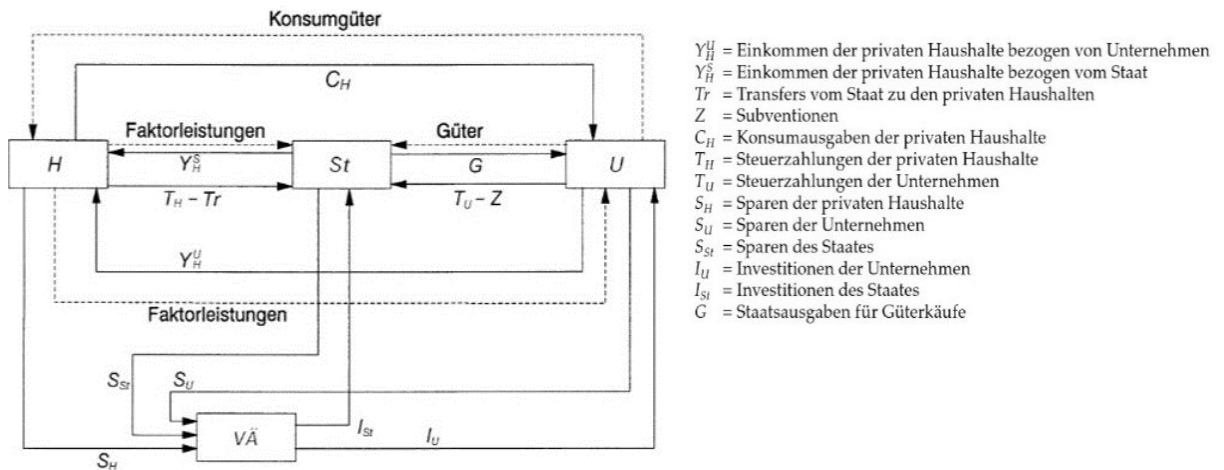 Konsumgüter
C_H
Faktorleistungen
Güter
H
Y_H^S
St
G
U
T_H – Tr
T_U – Z
Y_H^U
Faktorleistungen
S_St
S_U
VÄ
I_St
I_U
S_H
Y_H^U = Einkommen der privaten Haushalte bezogen von Unternehmen
Y_H^S = Einkommen der privaten Haushalte bezogen vom Staat
Tr = Transfers vom Staat zu den privaten Haushalten
Z = Subventionen
C_H = Konsumausgaben der privaten Haushalte
T_H = Steuerzahlungen der privaten Haushalte
T_U = Steuerzahlungen der Unternehmen
S_H = Sparen der privaten Haushalte
S_U = Sparen der Unternehmen
S_St = Sparen des Staates
I_U = Investitionen der Unternehmen
I_St = Investitionen des Staates
G = Staatsausgaben für Güterkäufe